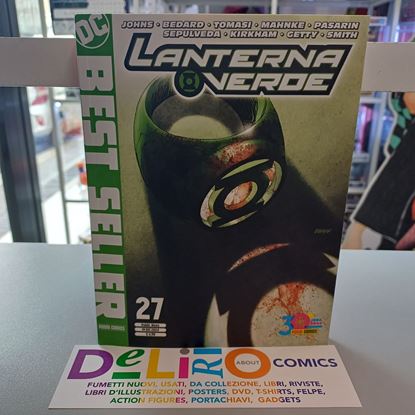 JOHNS • BEDARD • TOMASI • MAHNKE • PASARIN
SEPULVEDA • KIRKHAM • GETTY • SMITH
DC
LANTERNA
VERDE
BEST SELLER
27
PANINI COMICS
30
DeLiRiO ABOUT COMICS
FUMETTI NUOVI, USATI, DA COLLEZIONE, LIBRI, RIVISTE,
LIBRI D'ILLUSTRAZIONI, POSTERS, DVD, T-SHIRTS, FELPE,
ACTION FIGURES, PORTACHIAVI, GADGETS